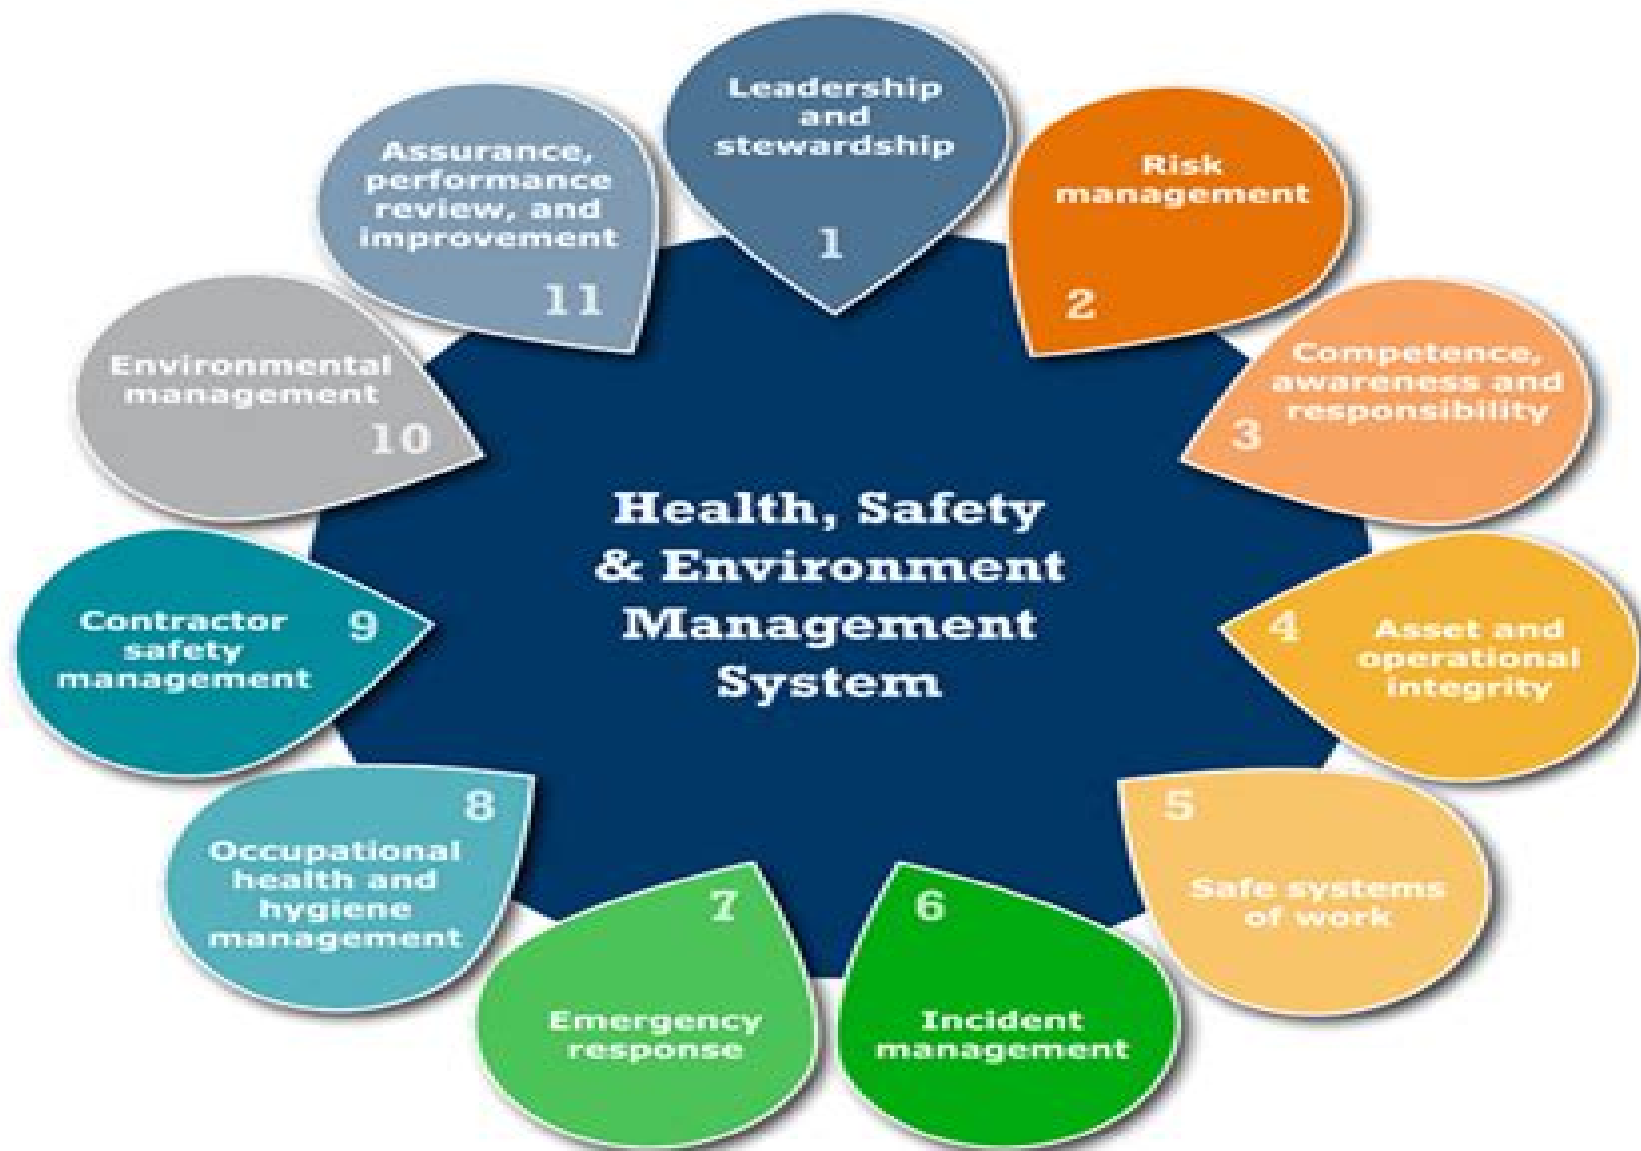 Health, Safety
& Environment
Management
System
Leadership
and
stewardship
1
Risk
management
2
Competence,
awareness and
responsibility
3
4
Asset and
operational
integrity
5
Safe systems
of work
6
Incident
management
7
Emergency
response
8
Occupational
health and
hygiene
management
9
Contractor
safety
management
Environmental
management
10
Assurance,
performance
review, and
improvement
11